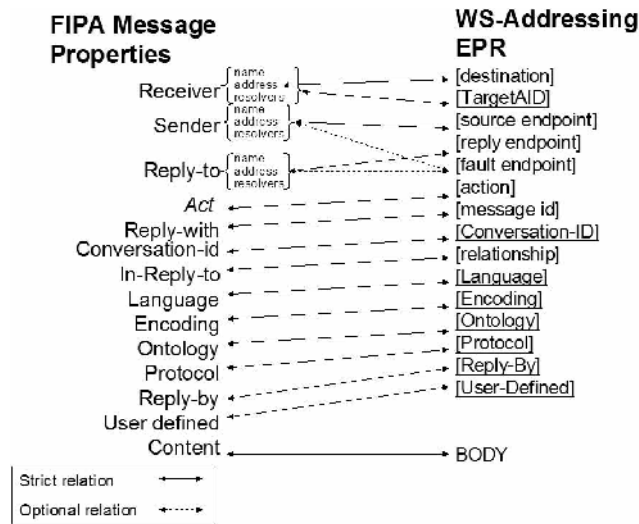 FIPA Message
Properties
WS-Addressing
EPR
Receiver
name
address
resolvers
Sender
name
address
resolvers
Reply-to
name
address
resolvers
Act
Reply-with
Conversation-id
In-Reply-to
Language
Encoding
Ontology
Protocol
Reply-by
User defined
Content
[destination]
[TargetAID]
[source endpoint]
[reply endpoint]
[fault endpoint]
[action]
[message id]
[Conversation-ID]
[relationship]
[Language]
[Encoding]
[Ontology]
[Protocol]
[Reply-By]
[User-Defined]
BODY
Strict relation
Optional relation